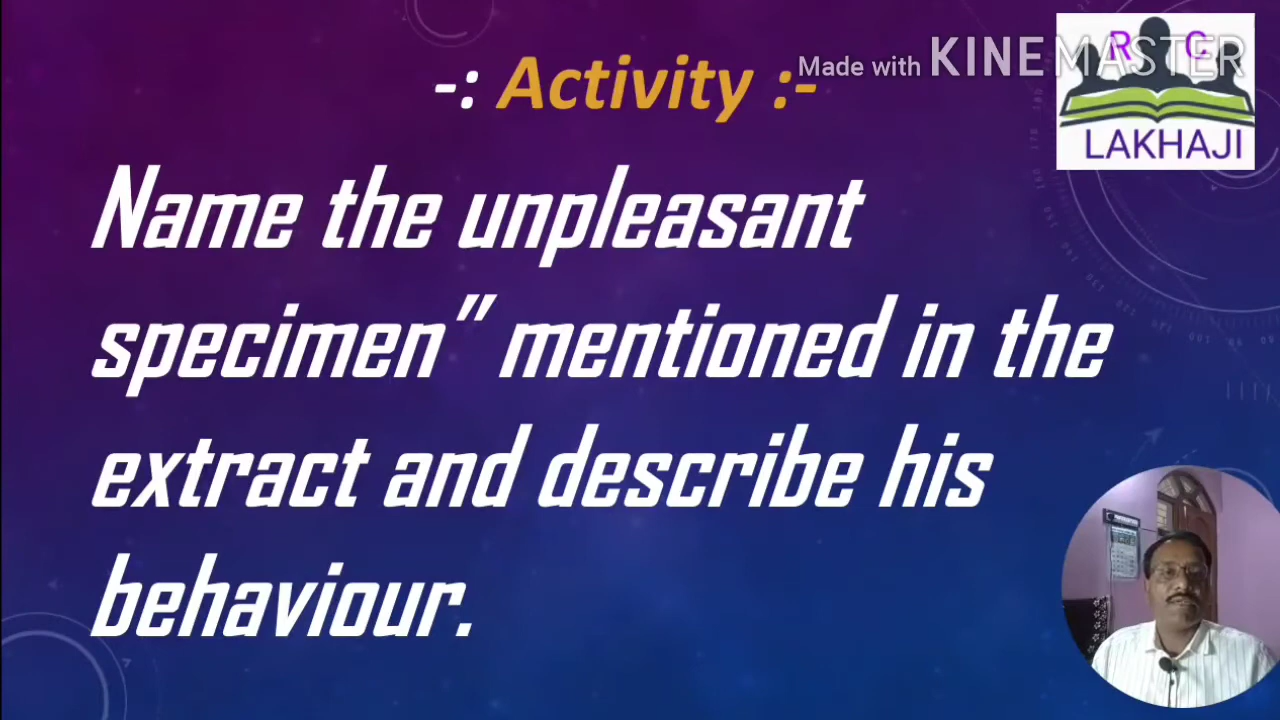 -: Activity :-
Made with KINEMASTER
R C
LAKHAJI
Name the unpleasant
specimen” mentioned in the
extract and describe his
behaviour.